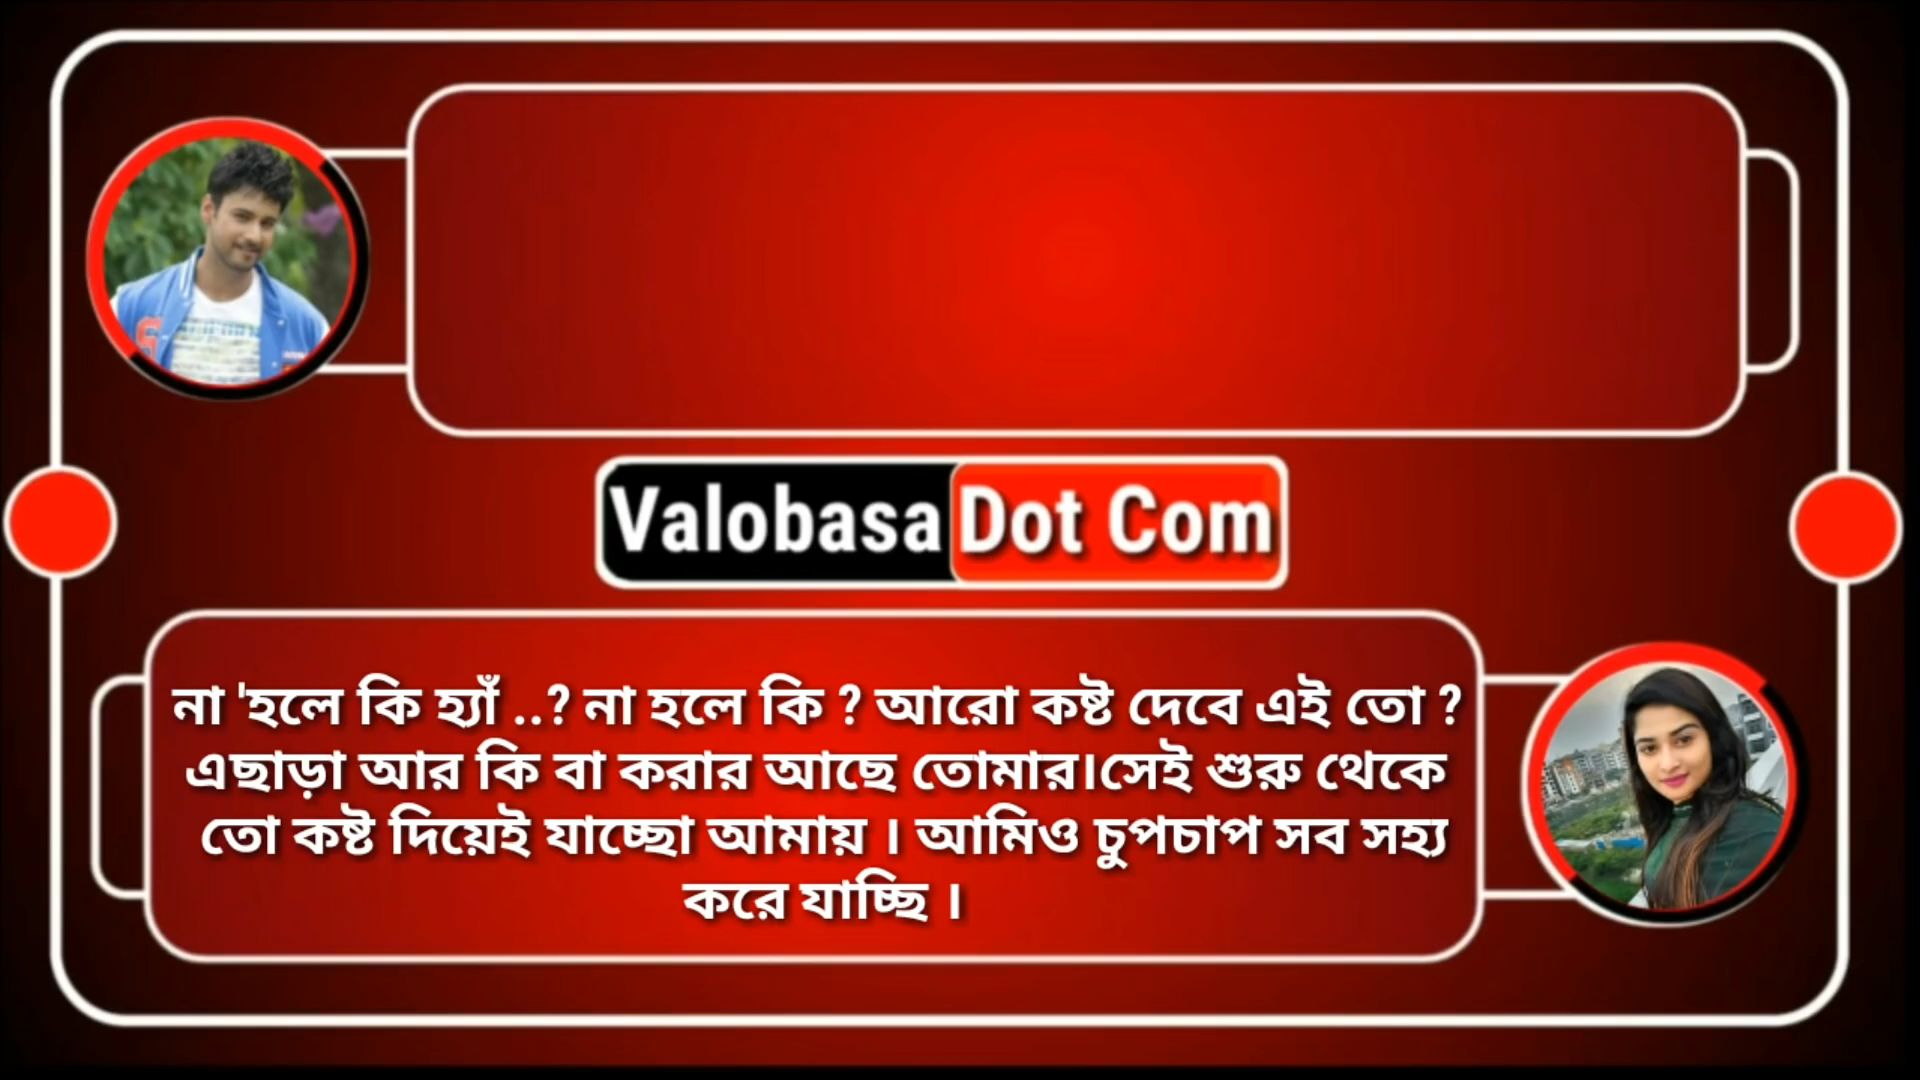 Valobasa Dot Com
না 'হলে কি হ্যাঁ ..? না হলে কি ? আরো কষ্ট দেবে এই তো ?
এছাড়া আর কি বা করার আছে তোমার।সেই শুরু থেকে
তো কষ্ট দিয়েই যাচ্ছো আমায় । আমিও চুপচাপ সব সহ্য
করে যাচ্ছি ।